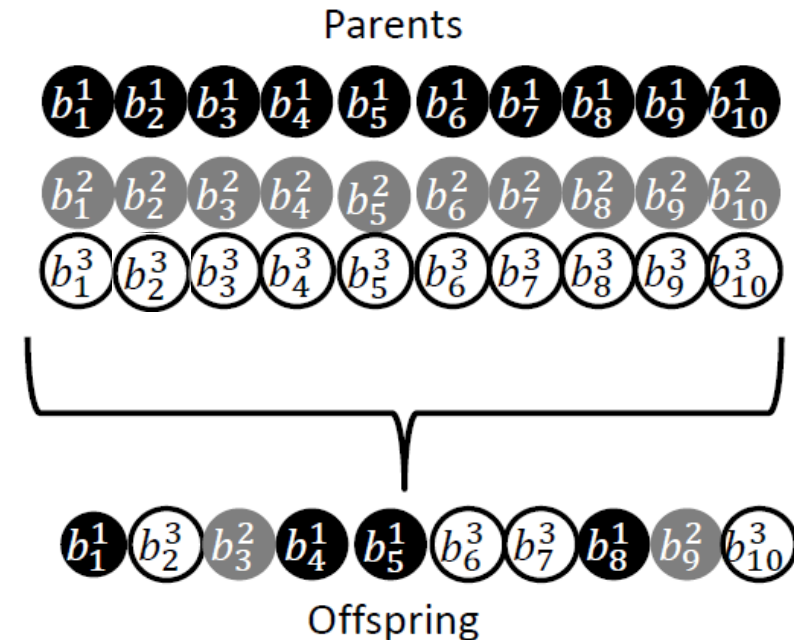 Parents
b₁¹ b₂¹ b₃¹ b₄¹ b₅¹ b₆¹ b₇¹ b₈¹ b₉¹ b₁₀¹
b₁² b₂² b₃² b₄² b₅² b₆² b₇² b₈² b₉² b₁₀²
b₁³ b₂³ b₃³ b₄³ b₅³ b₆³ b₇³ b₈³ b₉³ b₁₀³
b₁¹ b₂³ b₃² b₄¹ b₅¹ b₆³ b₇³ b₈¹ b₉² b₁₀³
Offspring